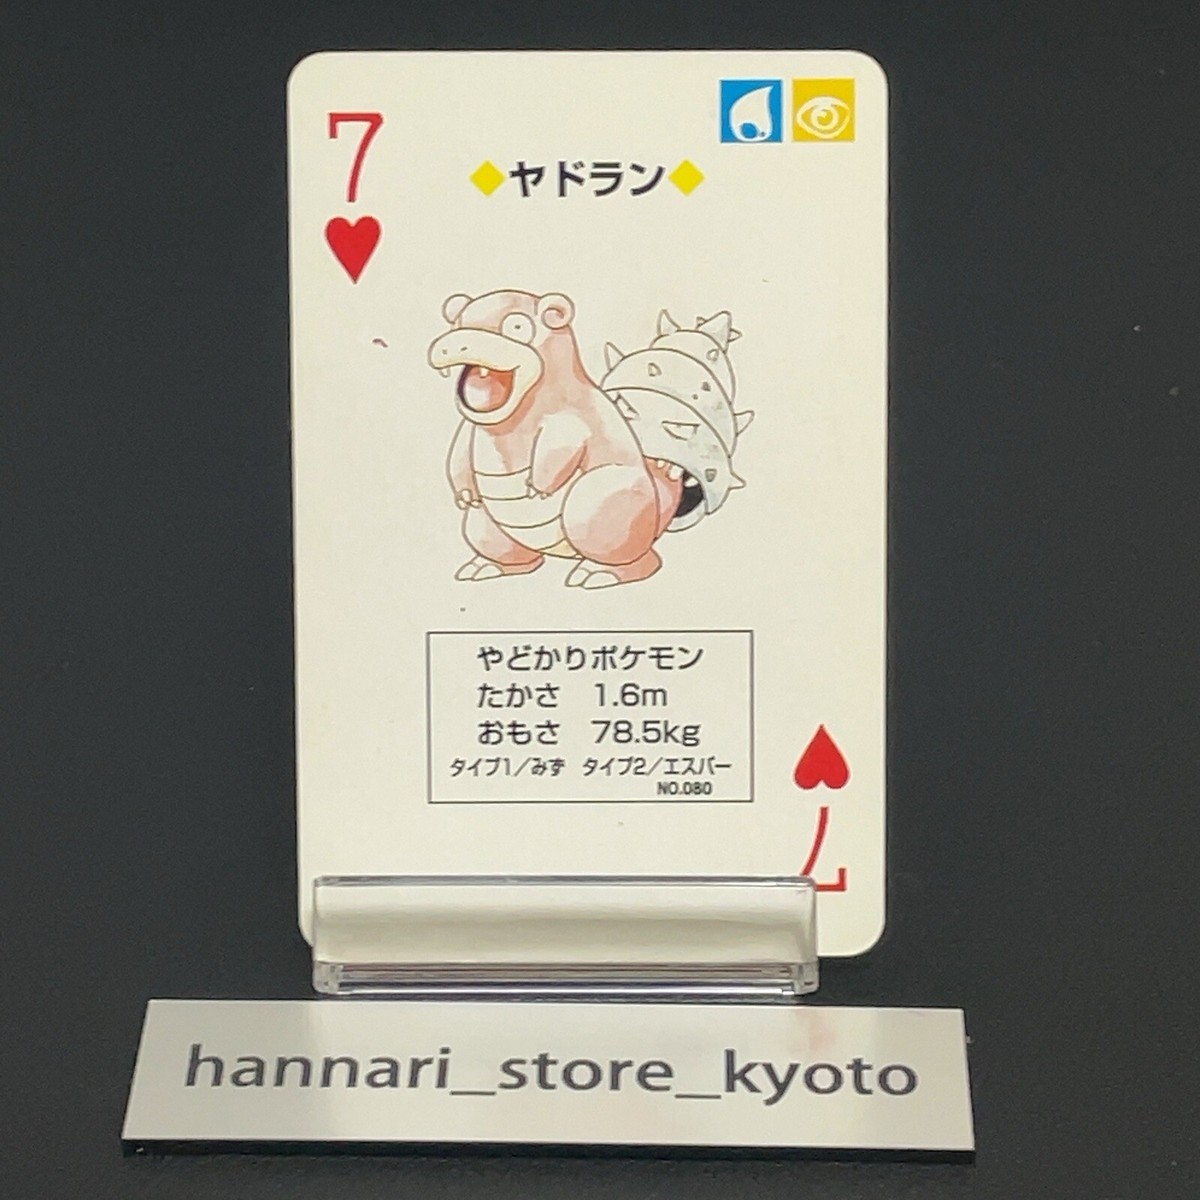 7
◆ヤドラン◆
やどかりポケモン
たかさ 1.6m
おもさ 78.5kg
タイプ1/みず タイプ2/エスパー
NO.080
7
hannari_store_kyoto